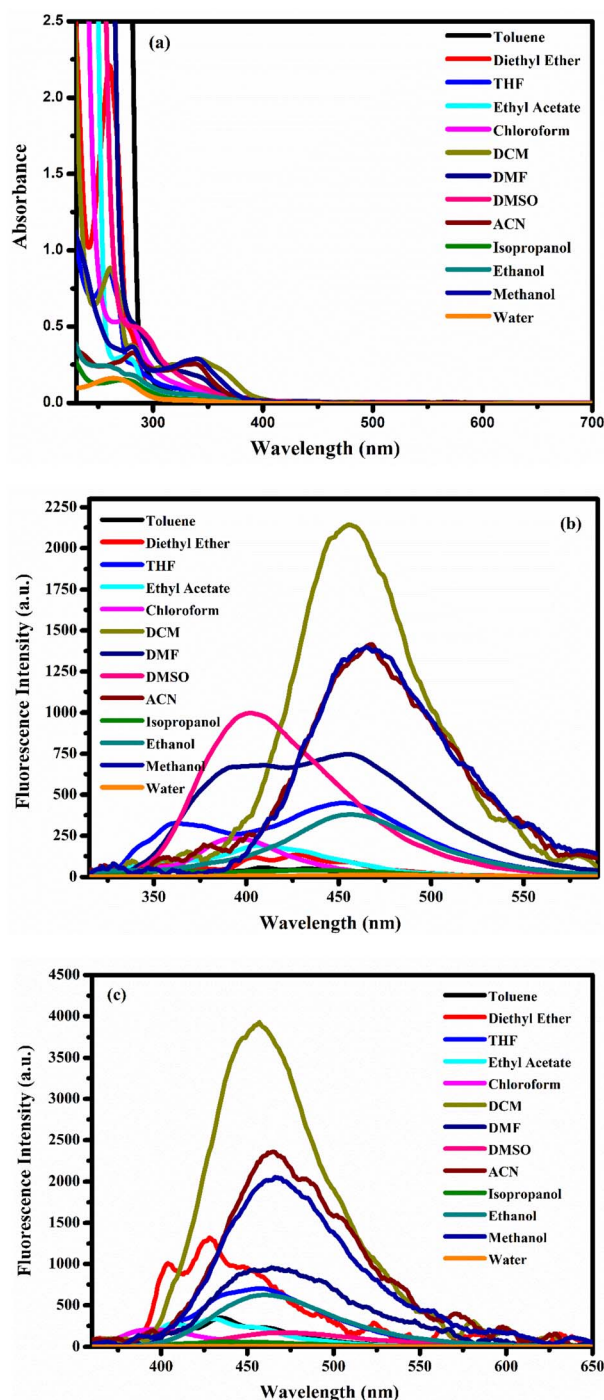 (a)
Toluene
Diethyl Ether
THF
Ethyl Acetate
Chloroform
DCM
DMF
DMSO
ACN
Isopropanol
Ethanol
Methanol
Water
2.5
2.0
1.5
1.0
0.5
0.0
Absorbance
300 400 500 600 700
Wavelength (nm)
(b)
Toluene
Diethyl Ether
THF
Ethyl Acetate
Chloroform
DCM
DMF
DMSO
ACN
Isopropanol
Ethanol
Methanol
Water
2250
2000
1750
1500
1250
1000
750
500
250
0
Fluorescence Intensity (a.u.)
350 400 450 500 550
Wavelength (nm)
(c)
Toluene
Diethyl Ether
THF
Ethyl Acetate
Chloroform
DCM
DMF
DMSO
ACN
Isopropanol
Ethanol
Methanol
Water
4500
4000
3500
3000
2500
2000
1500
1000
500
0
Fluorescence Intensity (a.u.)
400 450 500 550 600 650
Wavelength (nm)